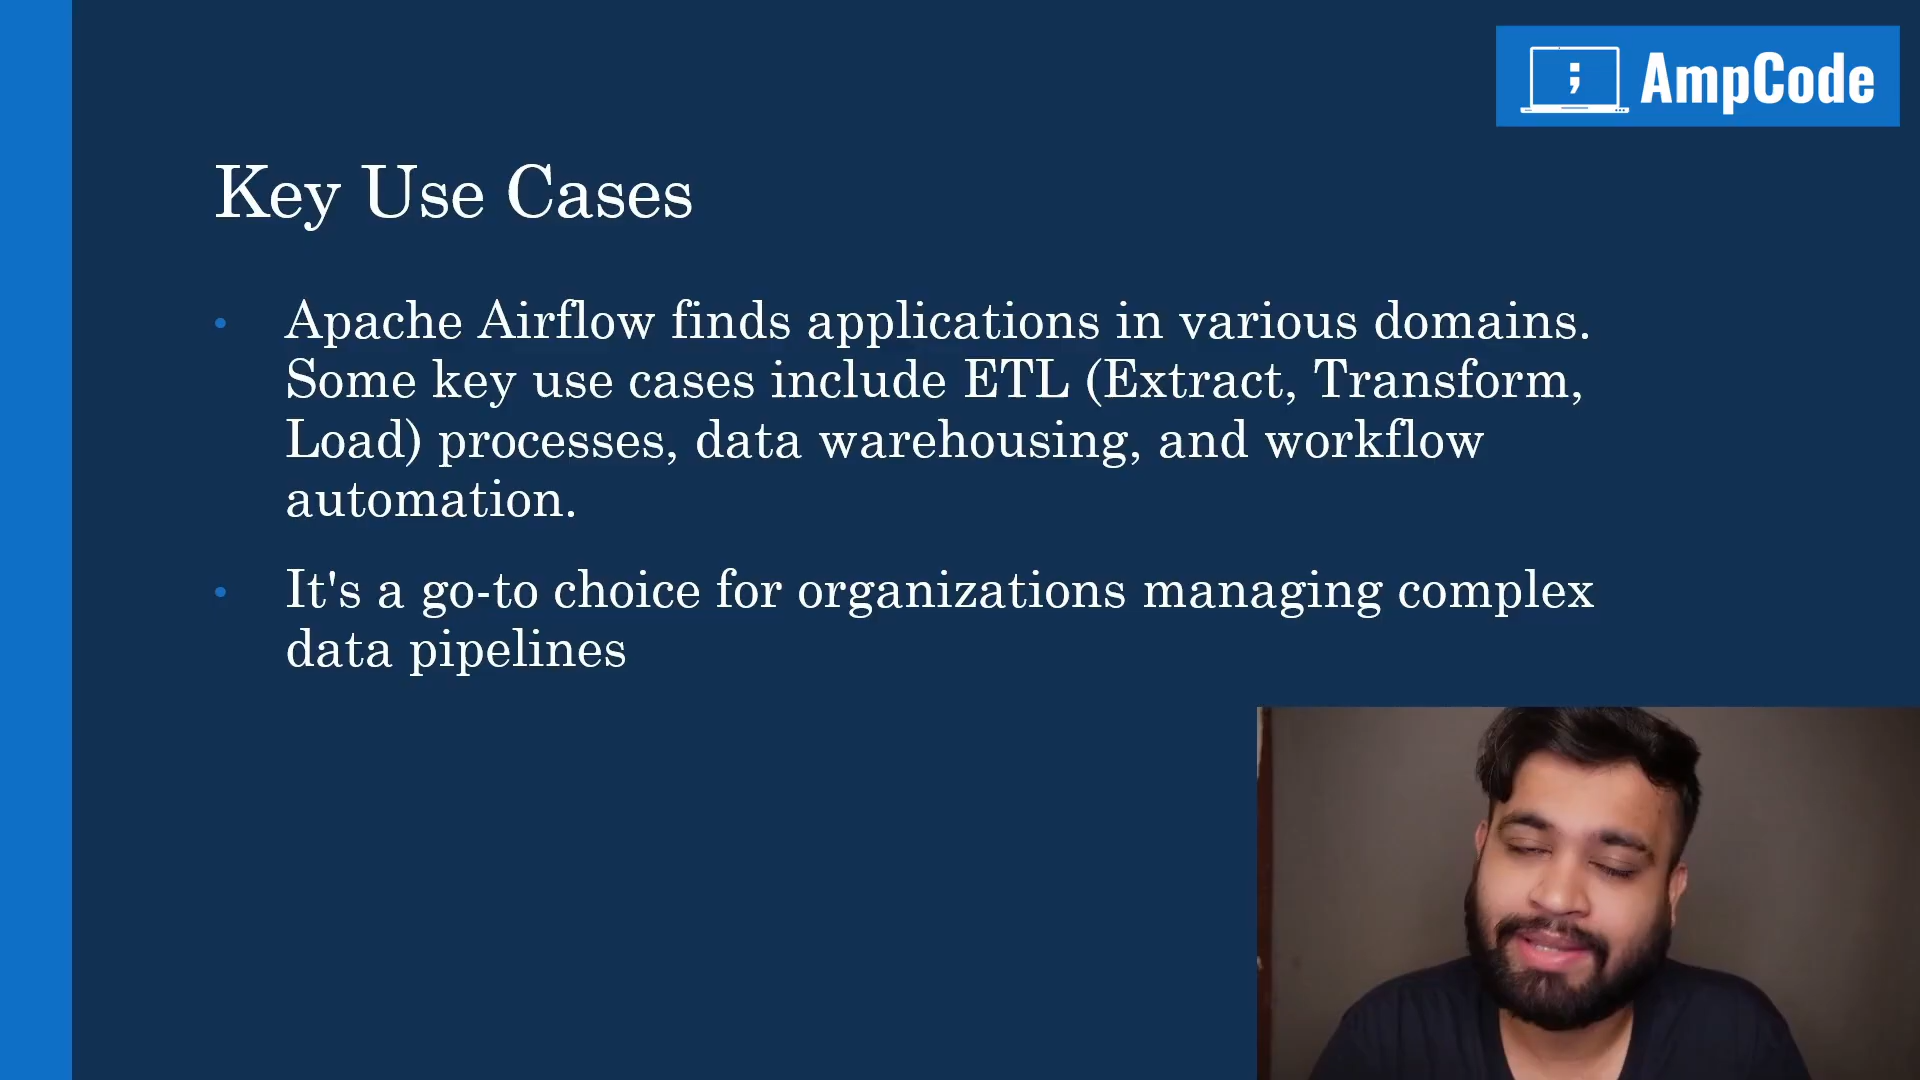 AmpCode
Key Use Cases
• Apache Airflow finds applications in various domains.
Some key use cases include ETL (Extract, Transform,
Load) processes, data warehousing, and workflow
automation.
• It's a go-to choice for organizations managing complex
data pipelines